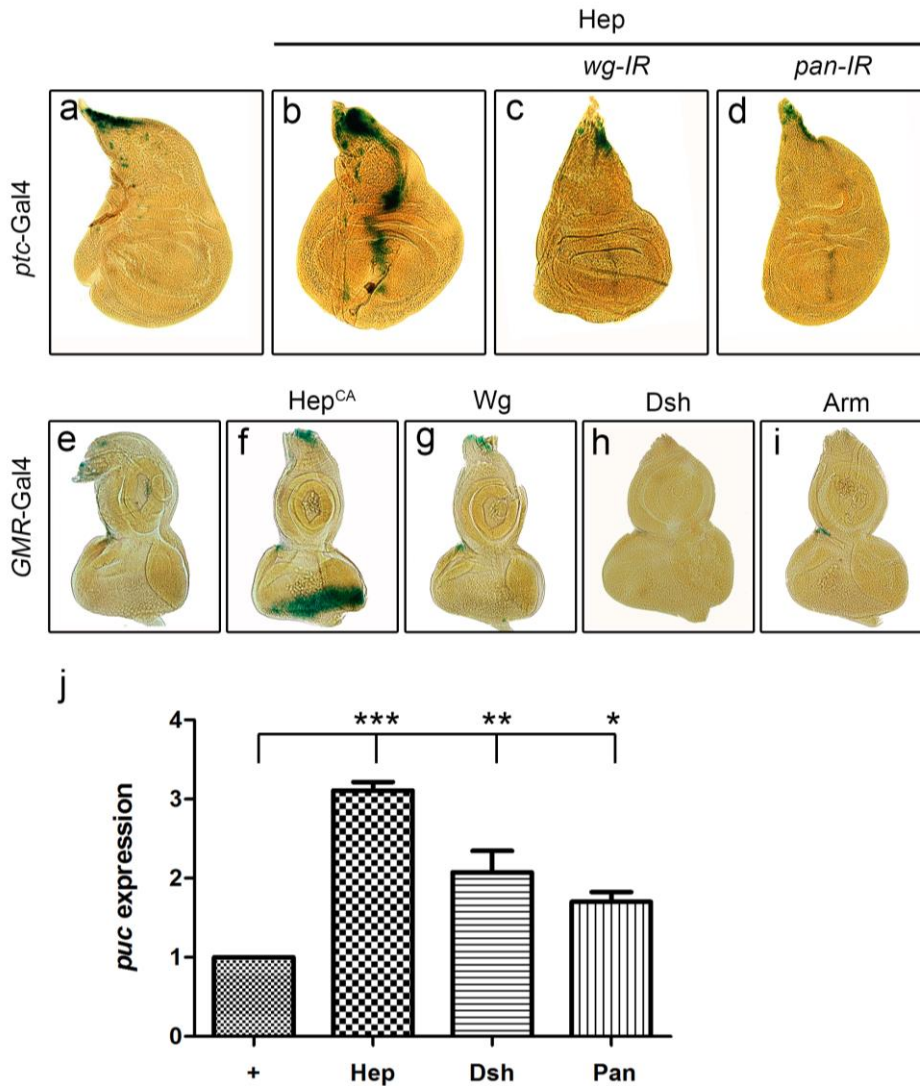 Hep
wg-IR pan-IR
a b c d
ptc-Gal4
Hep^CA Wg Dsh Arm
e f g h i
GMR-Gal4
j
*** ** *
4
3
2
1
0
puc expression
+ Hep Dsh Pan